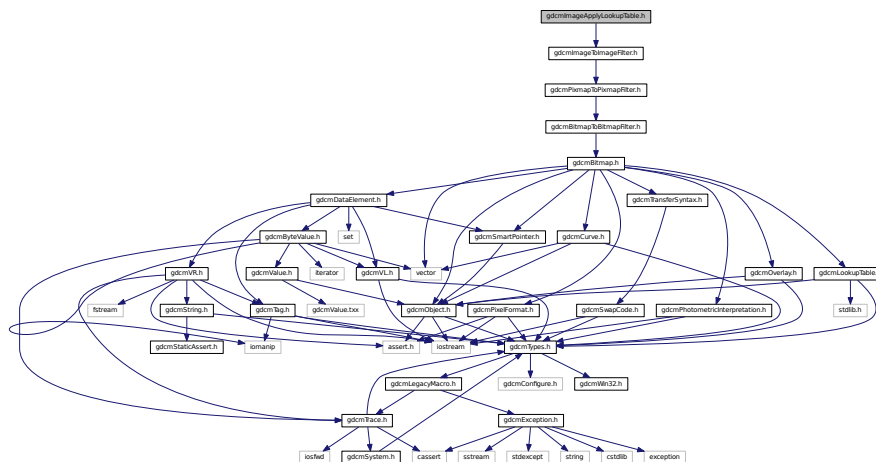 gdcmImageApplyLookupTable.h
gdcmImageToImageFilter.h
gdcmPixmapToPixmapFilter.h
gdcmBitmapToBitmapFilter.h
gdcmBitmap.h
gdcmDataElement.h
gdcmTransferSyntax.h
gdcmByteValue.h
set
gdcmSmartPointer.h
gdcmCurve.h
gdcmVR.h
gdcmValue.h
iterator
gdcmVL.h
vector
gdcmOverlay.h
gdcmLookupTable.
fstream
gdcmString.h
gdcmTag.h
gdcmValue.txx
gdcmObject.h
gdcmPixelFormat.h
gdcmSwapCode.h
gdcmPhotometricInterpretation.h
stdlib.h
gdcmStaticAssert.h
iomanip
assert.h
iostream
gdcmTypes.h
gdcmLegacyMacro.h
gdcmConfigure.h
gdcmWin32.h
gdcmTrace.h
gdcmException.h
iosfwd
gdcmSystem.h
cassert
sstream
stdexcept
string
cstdlib
exception